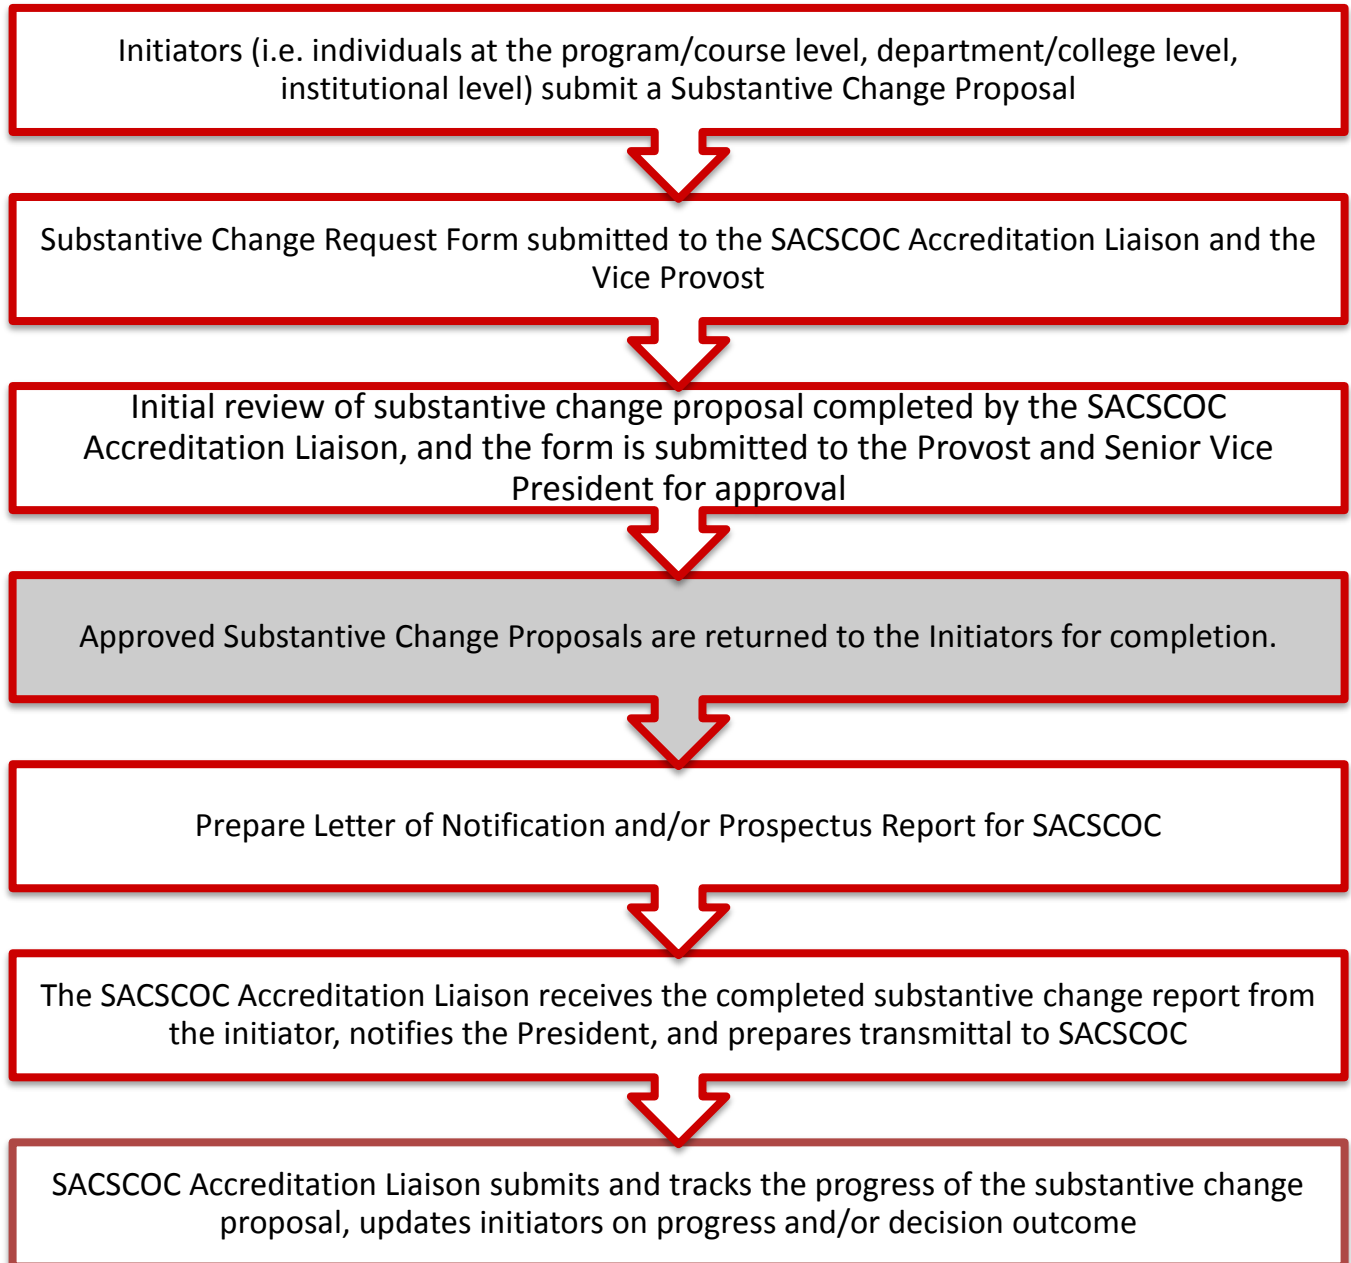 Initiators (i.e. individuals at the program/course level, department/college level,
institutional level) submit a Substantive Change Proposal
Substantive Change Request Form submitted to the SACSCOC Accreditation Liaison and the
Vice Provost
Initial review of substantive change proposal completed by the SACSCOC
Accreditation Liaison, and the form is submitted to the Provost and Senior Vice
President for approval
Approved Substantive Change Proposals are returned to the Initiators for completion.
Prepare Letter of Notification and/or Prospectus Report for SACSCOC
The SACSCOC Accreditation Liaison receives the completed substantive change report from
the initiator, notifies the President, and prepares transmittal to SACSCOC
SACSCOC Accreditation Liaison submits and tracks the progress of the substantive change
proposal, updates initiators on progress and/or decision outcome